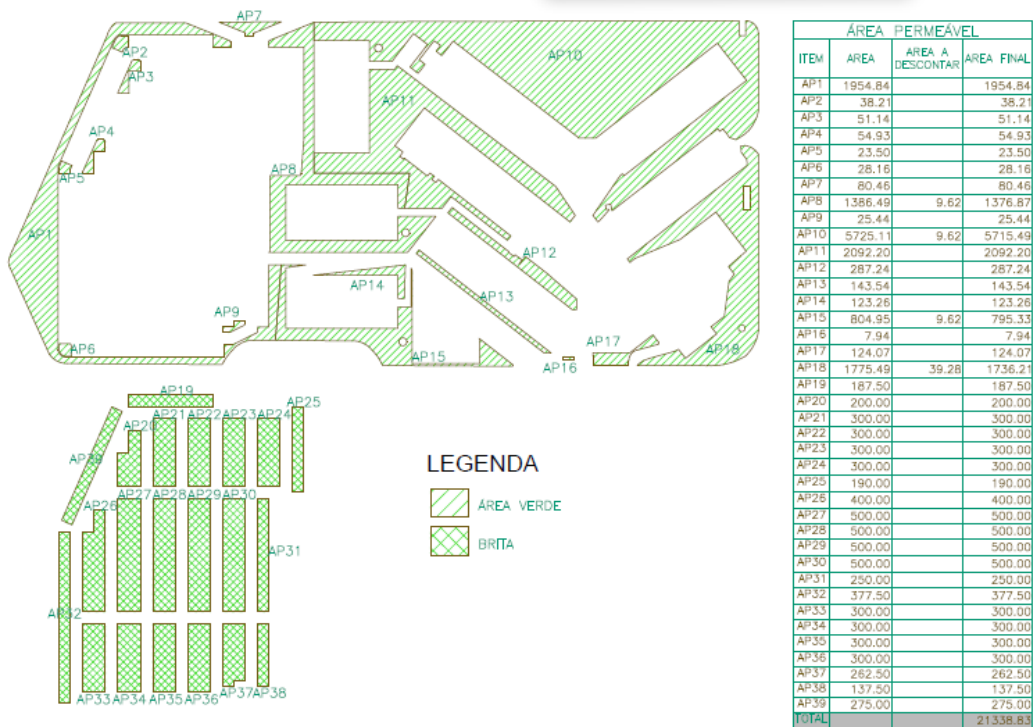 AP7
AP2
AP3
AP10
AP11
AP4
AP5
AP8
AP1
AP12
AP14
AP13
AP9
AP6
AP15
AP16
AP17
AP18
AP19
AP20
AP21
AP22
AP23
AP24
AP25
AP39
AP26
AP27
AP28
AP29
AP30
AP31
AP32
AP33
AP34
AP35
AP36
AP37
AP38
LEGENDA
ÁREA VERDE
BRITA
ÁREA PERMEÁVEL
ITEM AREA AREA A DESCONTAR AREA FINAL
AP1 1954.84 1954.84
AP2 38.21 38.21
AP3 51.14 51.14
AP4 54.93 54.93
AP5 23.50 23.50
AP6 28.16 28.16
AP7 80.46 80.46
AP8 1386.49 9.62 1376.87
AP9 25.44 25.44
AP10 5725.11 9.62 5715.49
AP11 2092.20 2092.20
AP12 287.24 287.24
AP13 143.54 143.54
AP14 123.26 123.26
AP15 804.95 9.62 795.33
AP16 7.94 7.94
AP17 124.07 124.07
AP18 1775.49 39.28 1736.21
AP19 187.50 187.50
AP20 200.00 200.00
AP21 300.00 300.00
AP22 300.00 300.00
AP23 300.00 300.00
AP24 300.00 300.00
AP25 190.00 190.00
AP26 400.00 400.00
AP27 500.00 500.00
AP28 500.00 500.00
AP29 500.00 500.00
AP30 500.00 500.00
AP31 250.00 250.00
AP32 377.50 377.50
AP33 300.00 300.00
AP34 300.00 300.00
AP35 300.00 300.00
AP36 300.00 300.00
AP37 262.50 262.50
AP38 137.50 137.50
AP39 275.00 275.00
TOTAL 21338.63